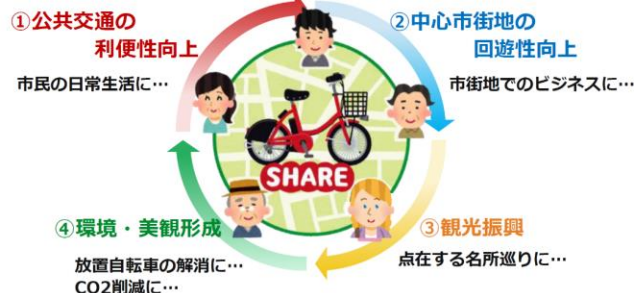 ①公共交通の
利便性向上
市民の日常生活に…
②中心市街地の
回遊性向上
市街地でのビジネスに…
SHARE
③観光振興
点在する名所巡りに…
④環境・美観形成
放置自転車の解消に…
CO2削減に…